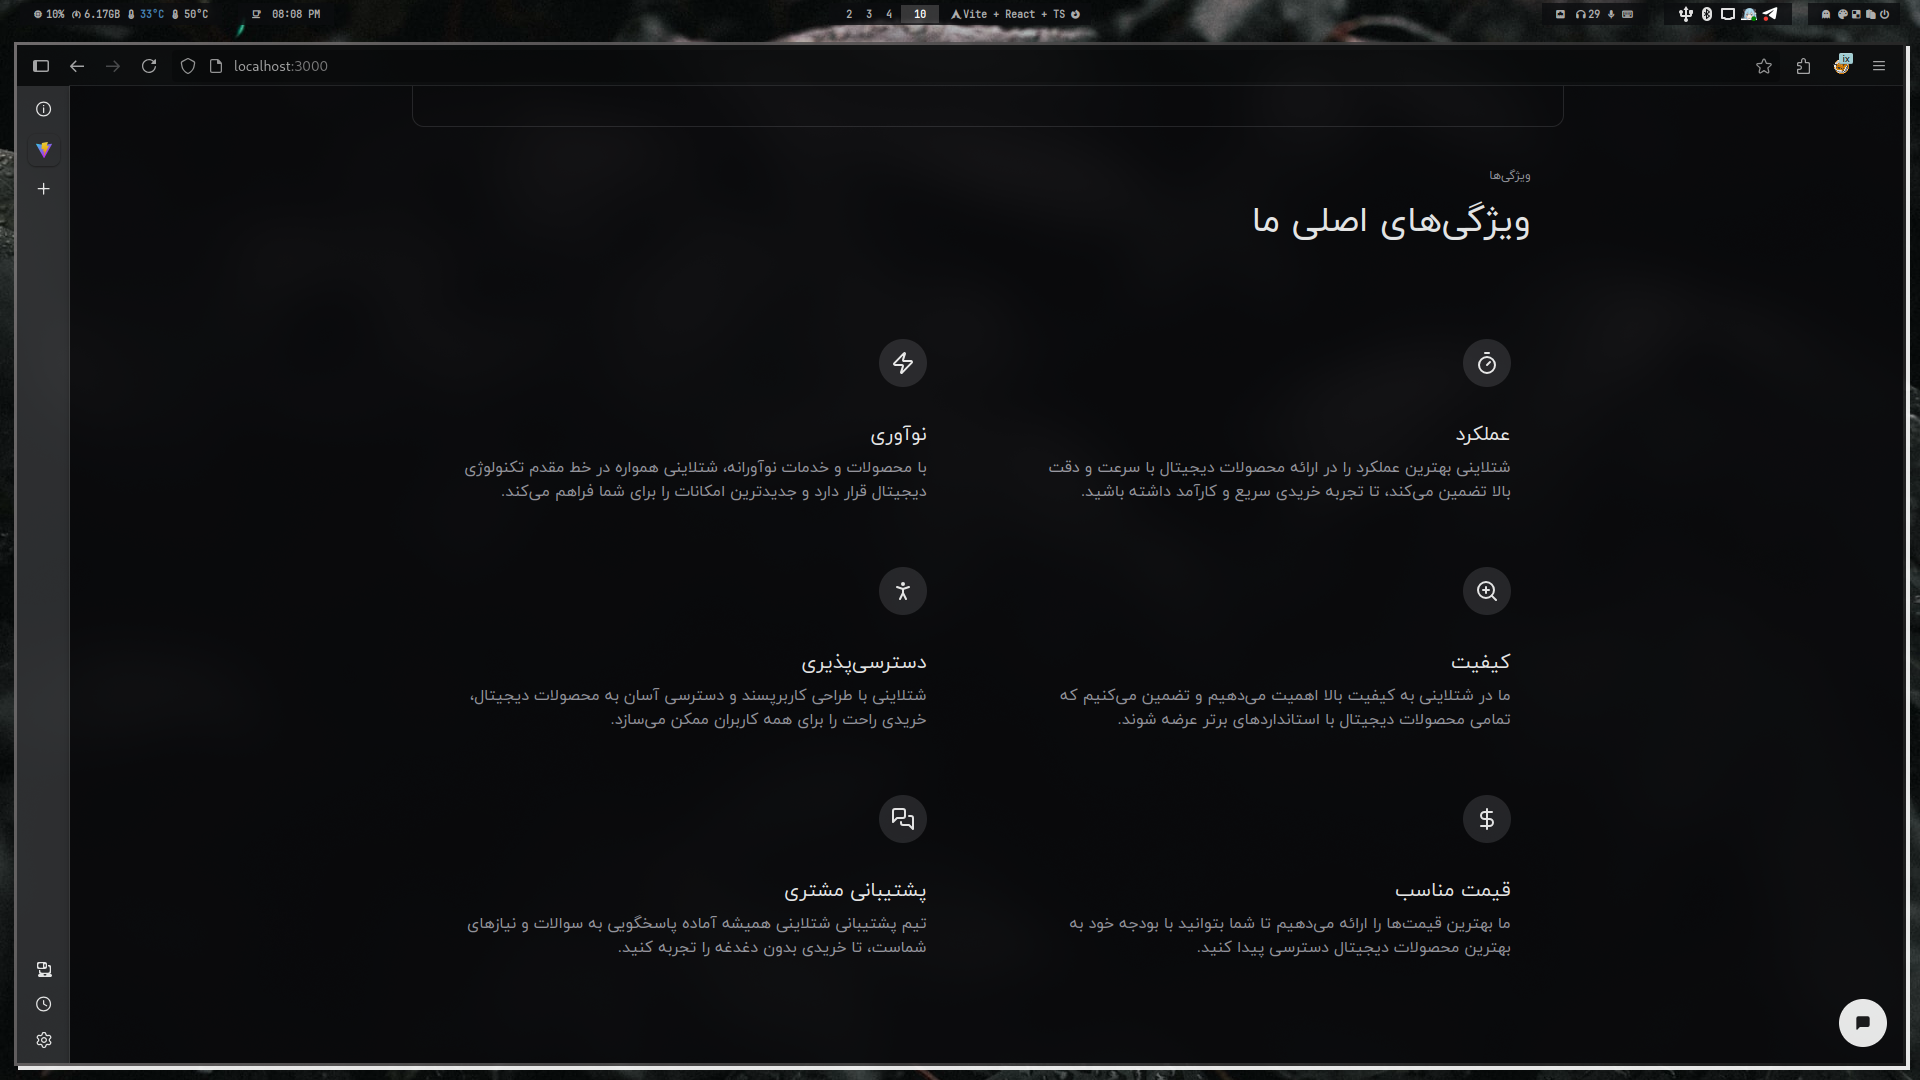 10% 6.17GB 33°C 50°C 08:08 PM 2 3 4 10 Vite + React + TS 29
localhost:3000
ویژگی‌ها
ویژگی‌های اصلی ما
عملکرد
شتلاینی بهترین عملکرد را در ارائه محصولات دیجیتال با سرعت و دقت
بالا تضمین می‌کند، تا تجربه خریدی سریع و کارآمد داشته باشید.
نوآوری
با محصولات و خدمات نوآورانه، شتلاینی همواره در خط مقدم تکنولوژی
دیجیتال قرار دارد و جدیدترین امکانات را برای شما فراهم می‌کند.
کیفیت
ما در شتلاینی به کیفیت بالا اهمیت می‌دهیم و تضمین می‌کنیم که
تمامی محصولات دیجیتال با استانداردهای برتر عرضه شوند.
دسترسی‌پذیری
شتلاینی با طراحی کاربرپسند و دسترسی آسان به محصولات دیجیتال،
خریدی راحت را برای همه کاربران ممکن می‌سازد.
قیمت مناسب
ما بهترین قیمت‌ها را ارائه می‌دهیم تا شما بتوانید با بودجه خود به
بهترین محصولات دیجیتال دسترسی پیدا کنید.
پشتیبانی مشتری
تیم پشتیبانی شتلاینی همیشه آماده پاسخگویی به سوالات و نیازهای
شماست، تا خریدی بدون دغدغه را تجربه کنید.